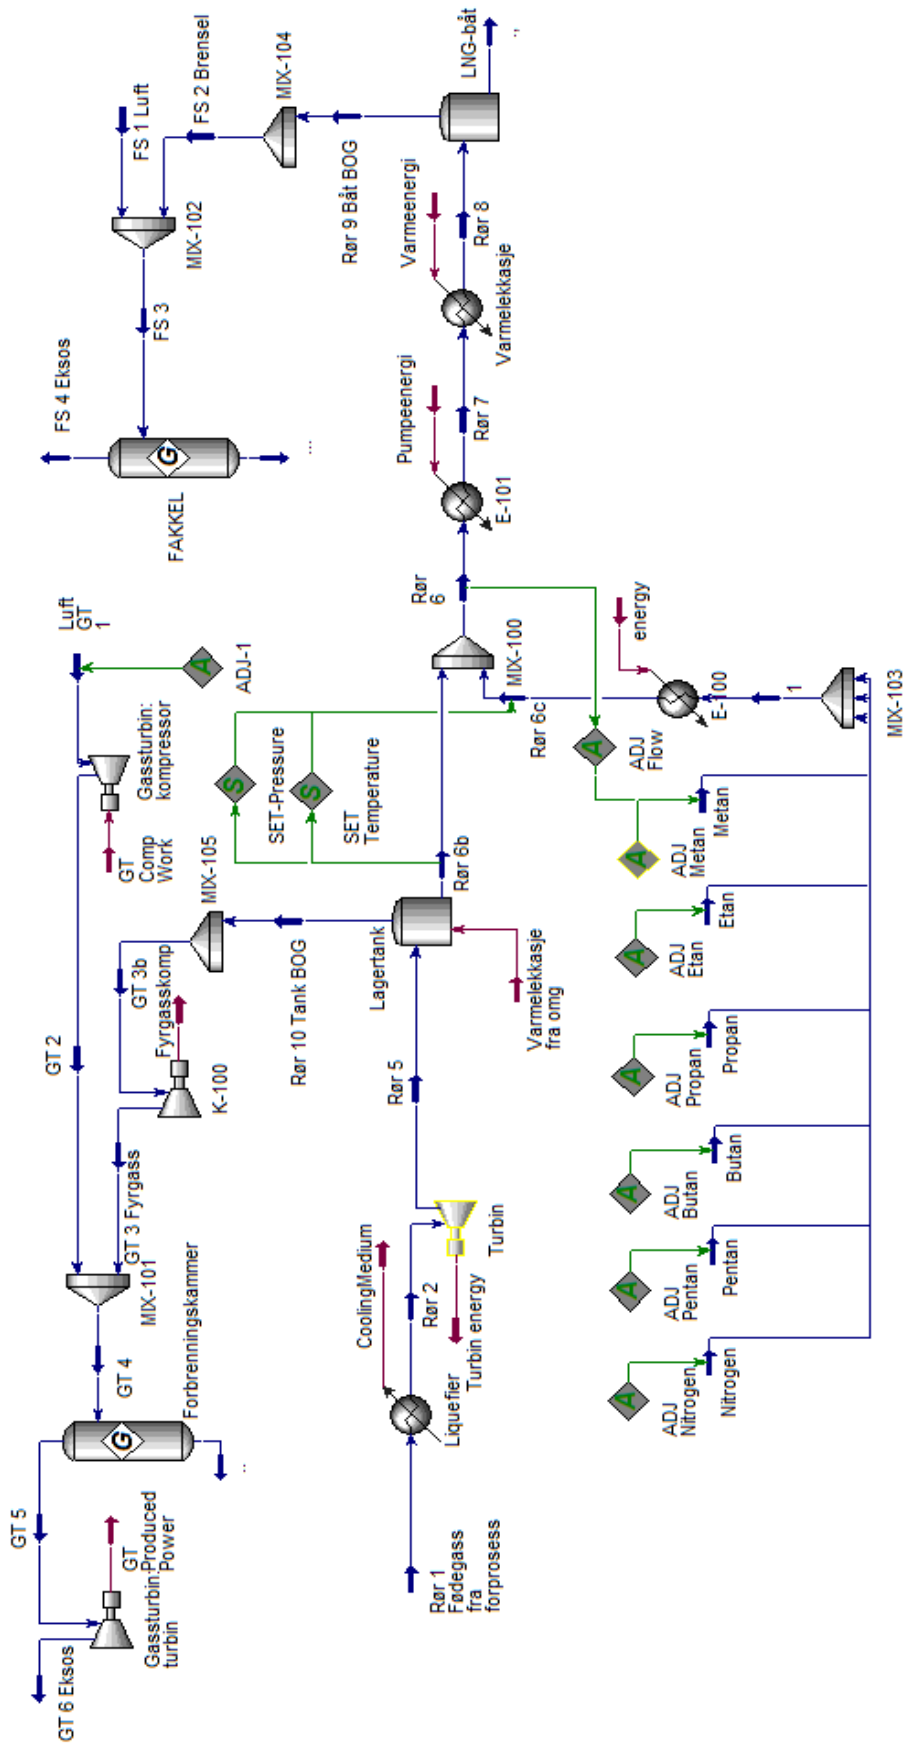 GT 6 Eksos
GT 5
Gassturbin:
turbin
GT
Produced
Power
Forbrenningskammer
G
...
GT 4
MIX-101
GT 3 Fyrgass
GT 2
Fyrgasskomp
K-100
GT 3b
MIX-105
GT
Comp
Work
Gassturbin:
kompressor
Luft
GT
1
A
ADJ-1
FS 4 Eksos
G
FAKKEL
...
FS 3
MIX-102
FS 1 Luft
FS 2 Brensel
MIX-104
Rør 9 Båt BOG
Rør 10 Tank BOG
S
SET-Pressure
S
SET
Temperature
Rør 1
Fødegass
fra
forprosess
Liquefier
CoolingMedium
Rør 2
Turbin energy
Turbin
Rør 5
Lagertank
Varmelekkasje
fra omg
Rør 6b
MIX-100
Rør 6c
Rør
6
Pumpeenergi
E-101
Rør 7
Varmeenergi
Varmelekkasje
Rør 8
LNG-båt
A
ADJ
Flow
energy
E-100
1
MIX-103
A
ADJ
Nitrogen
Nitrogen
A
ADJ
Pentan
Pentan
A
ADJ
Butan
Butan
A
ADJ
Propan
Propan
A
ADJ
Etan
Etan
A
ADJ
Metan
Metan